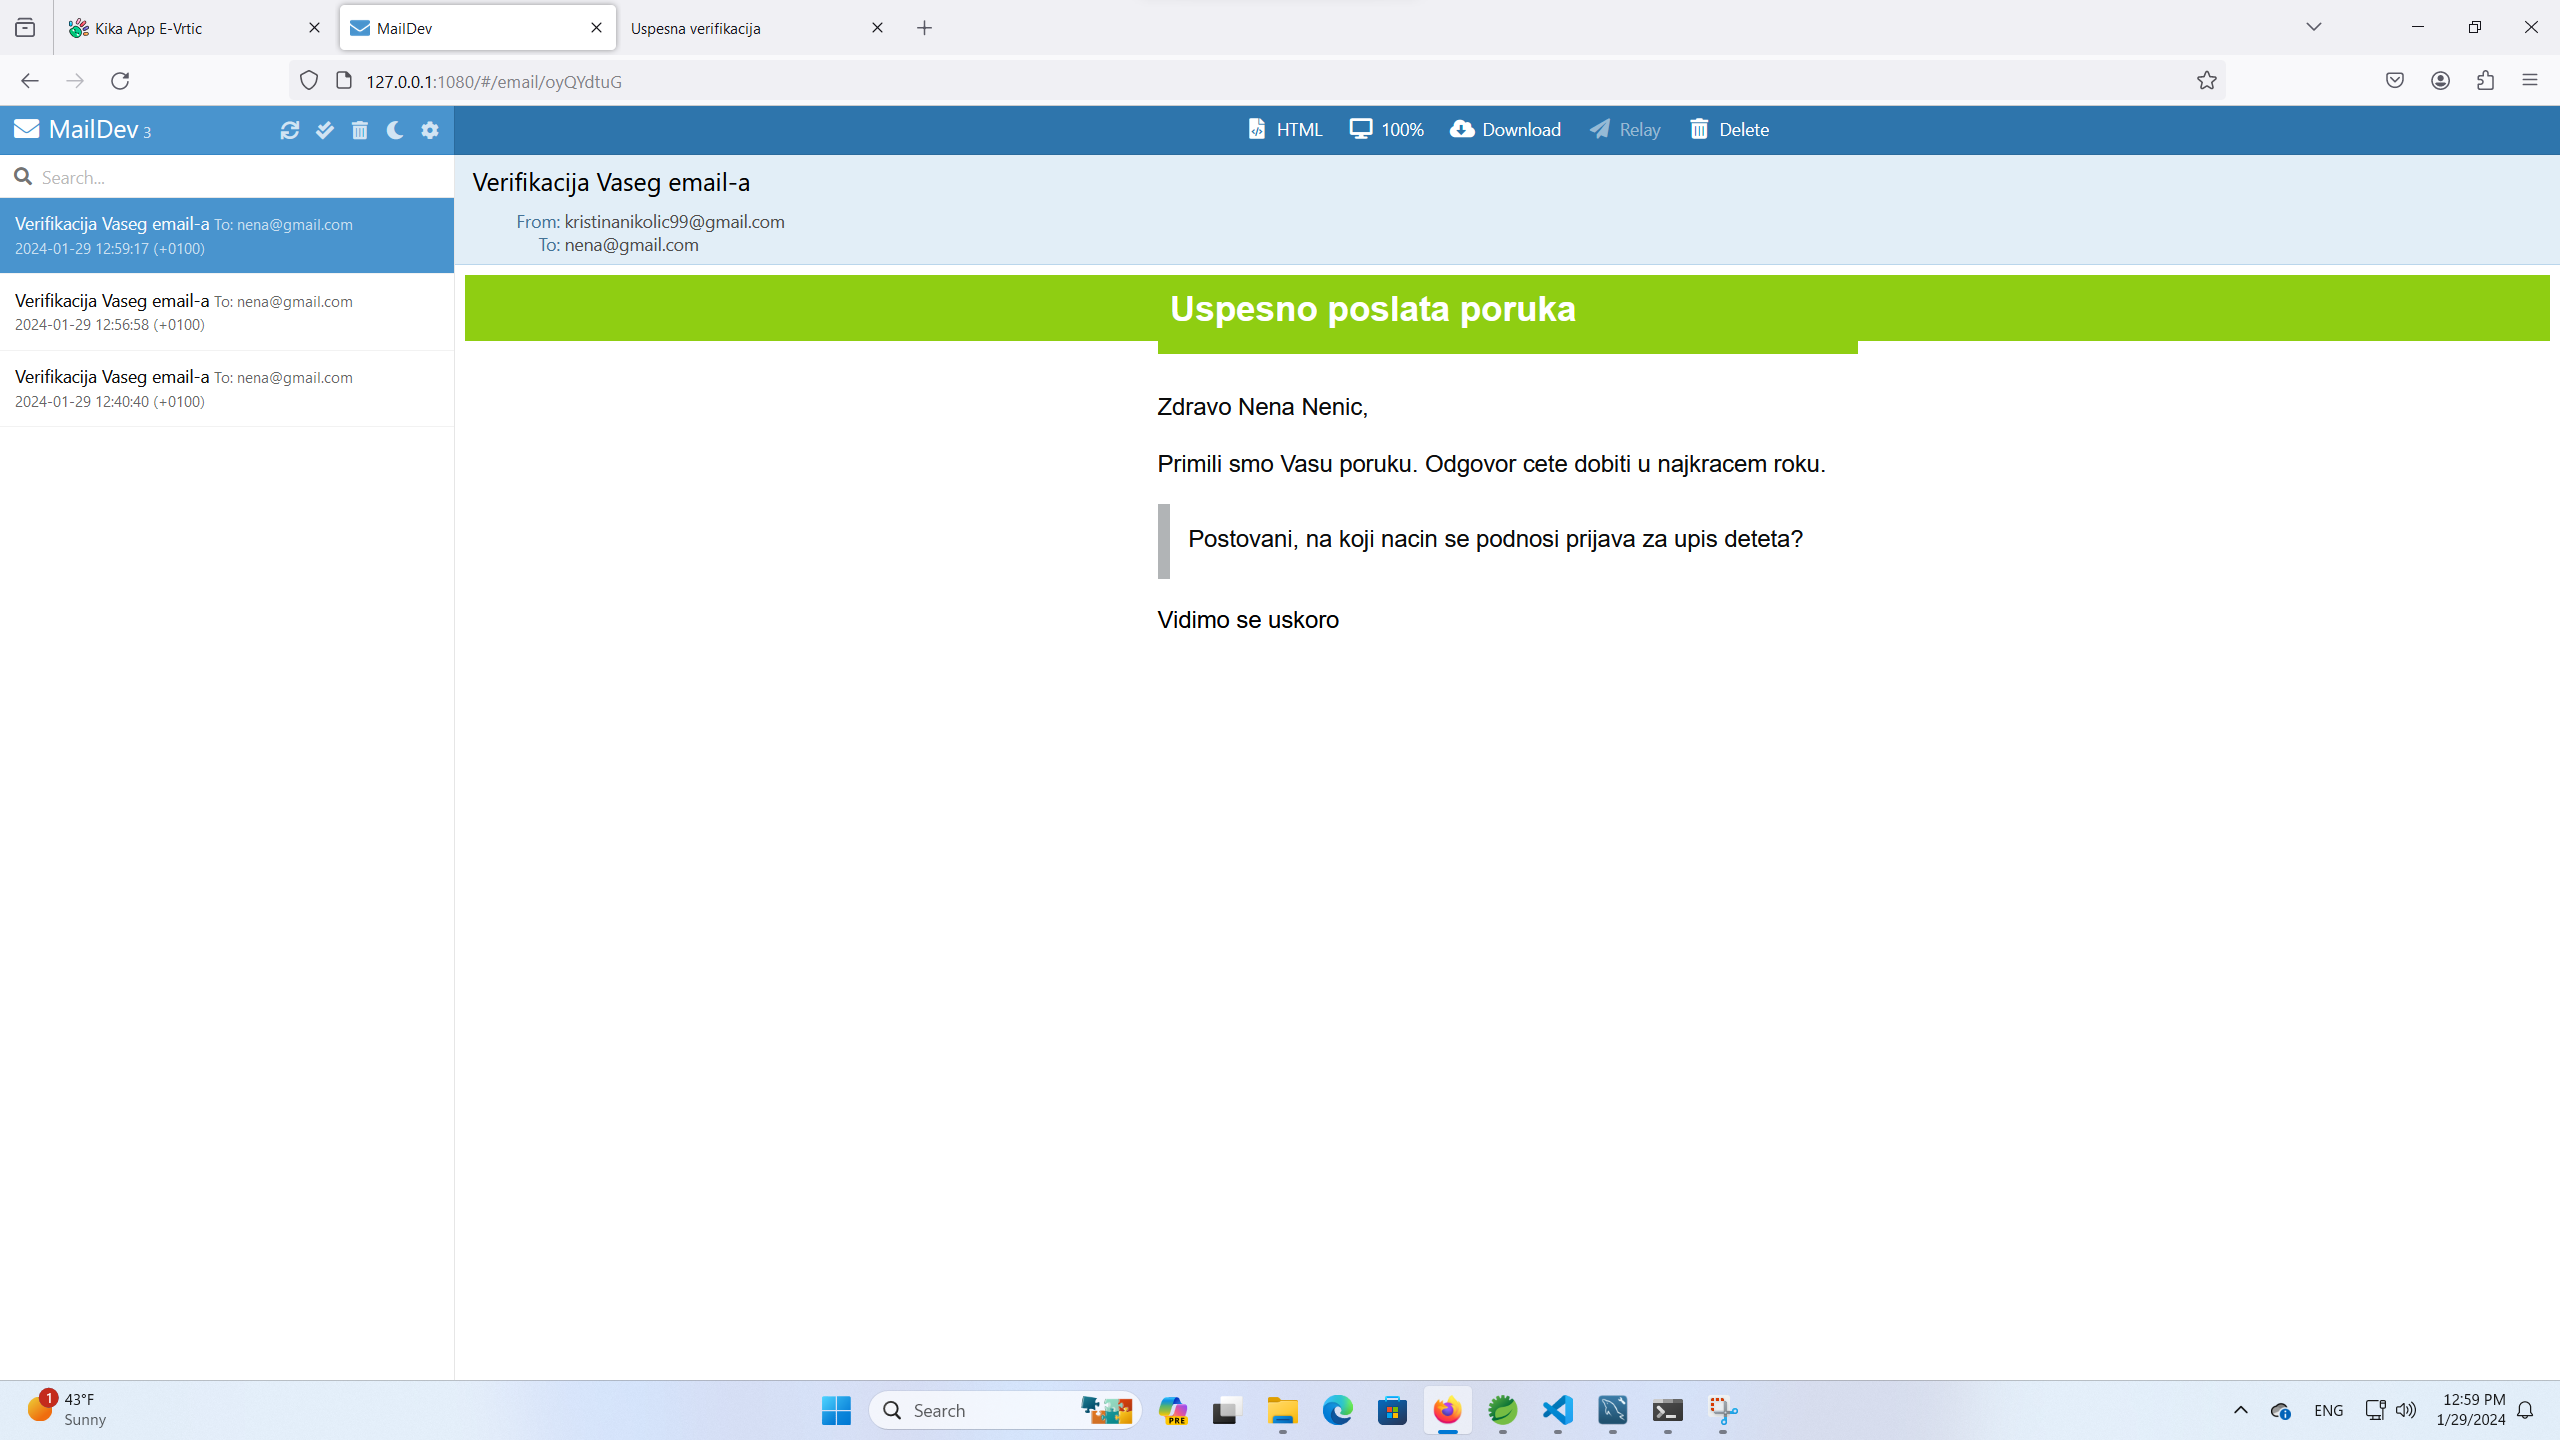 Kika App E-Vrtic
MailDev
Uspesna verifikacija
127.0.0.1:1080/#/email/oyQYdtuG
MailDev 3
HTML
100%
Download
Relay
Delete
Search...
Verifikacija Vaseg email-a To: nena@gmail.com
2024-01-29 12:59:17 (+0100)
Verifikacija Vaseg email-a To: nena@gmail.com
2024-01-29 12:56:58 (+0100)
Verifikacija Vaseg email-a To: nena@gmail.com
2024-01-29 12:40:40 (+0100)
Verifikacija Vaseg email-a
From: kristinanikolic99@gmail.com
To: nena@gmail.com
Uspesno poslata poruka
Zdravo Nena Nenic,
Primili smo Vasu poruku. Odgovor cete dobiti u najkracem roku.
Postovani, na koji nacin se podnosi prijava za upis deteta?
Vidimo se uskoro
1
43°F
Sunny
Search
PRE
ENG
12:59 PM
1/29/2024